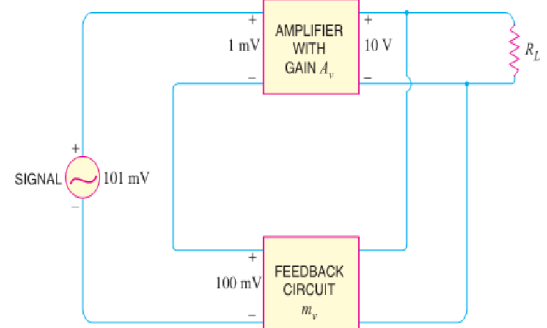 +
+
AMPLIFIER
WITH
GAIN A_v
1 mV
10 V
R_L
–
–
+
SIGNAL
101 mV
–
+
FEEDBACK
CIRCUIT
m_v
100 mV
–